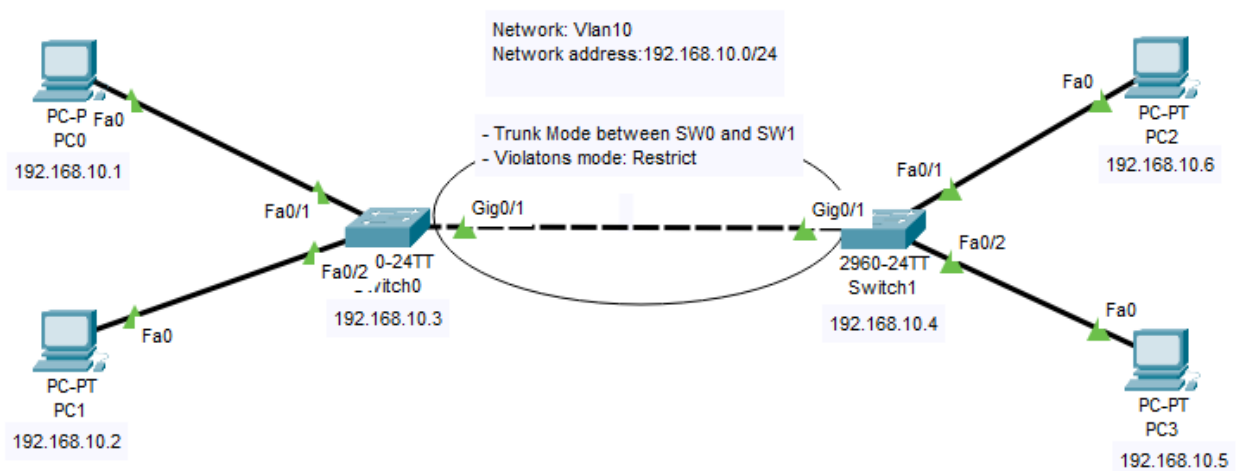 Network: Vlan10
Network address:192.168.10.0/24
- Trunk Mode between SW0 and SW1
- Violatons mode: Restrict
PC-P
PC0
192.168.10.1
Fa0
Fa0/1
Fa0/2
Fa0
PC-PT
PC1
192.168.10.2
0-24TT
itch0
192.168.10.3
Gig0/1
Gig0/1
2960-24TT
Switch1
192.168.10.4
Fa0/1
Fa0/2
Fa0
PC-PT
PC2
192.168.10.6
Fa0
PC-PT
PC3
192.168.10.5